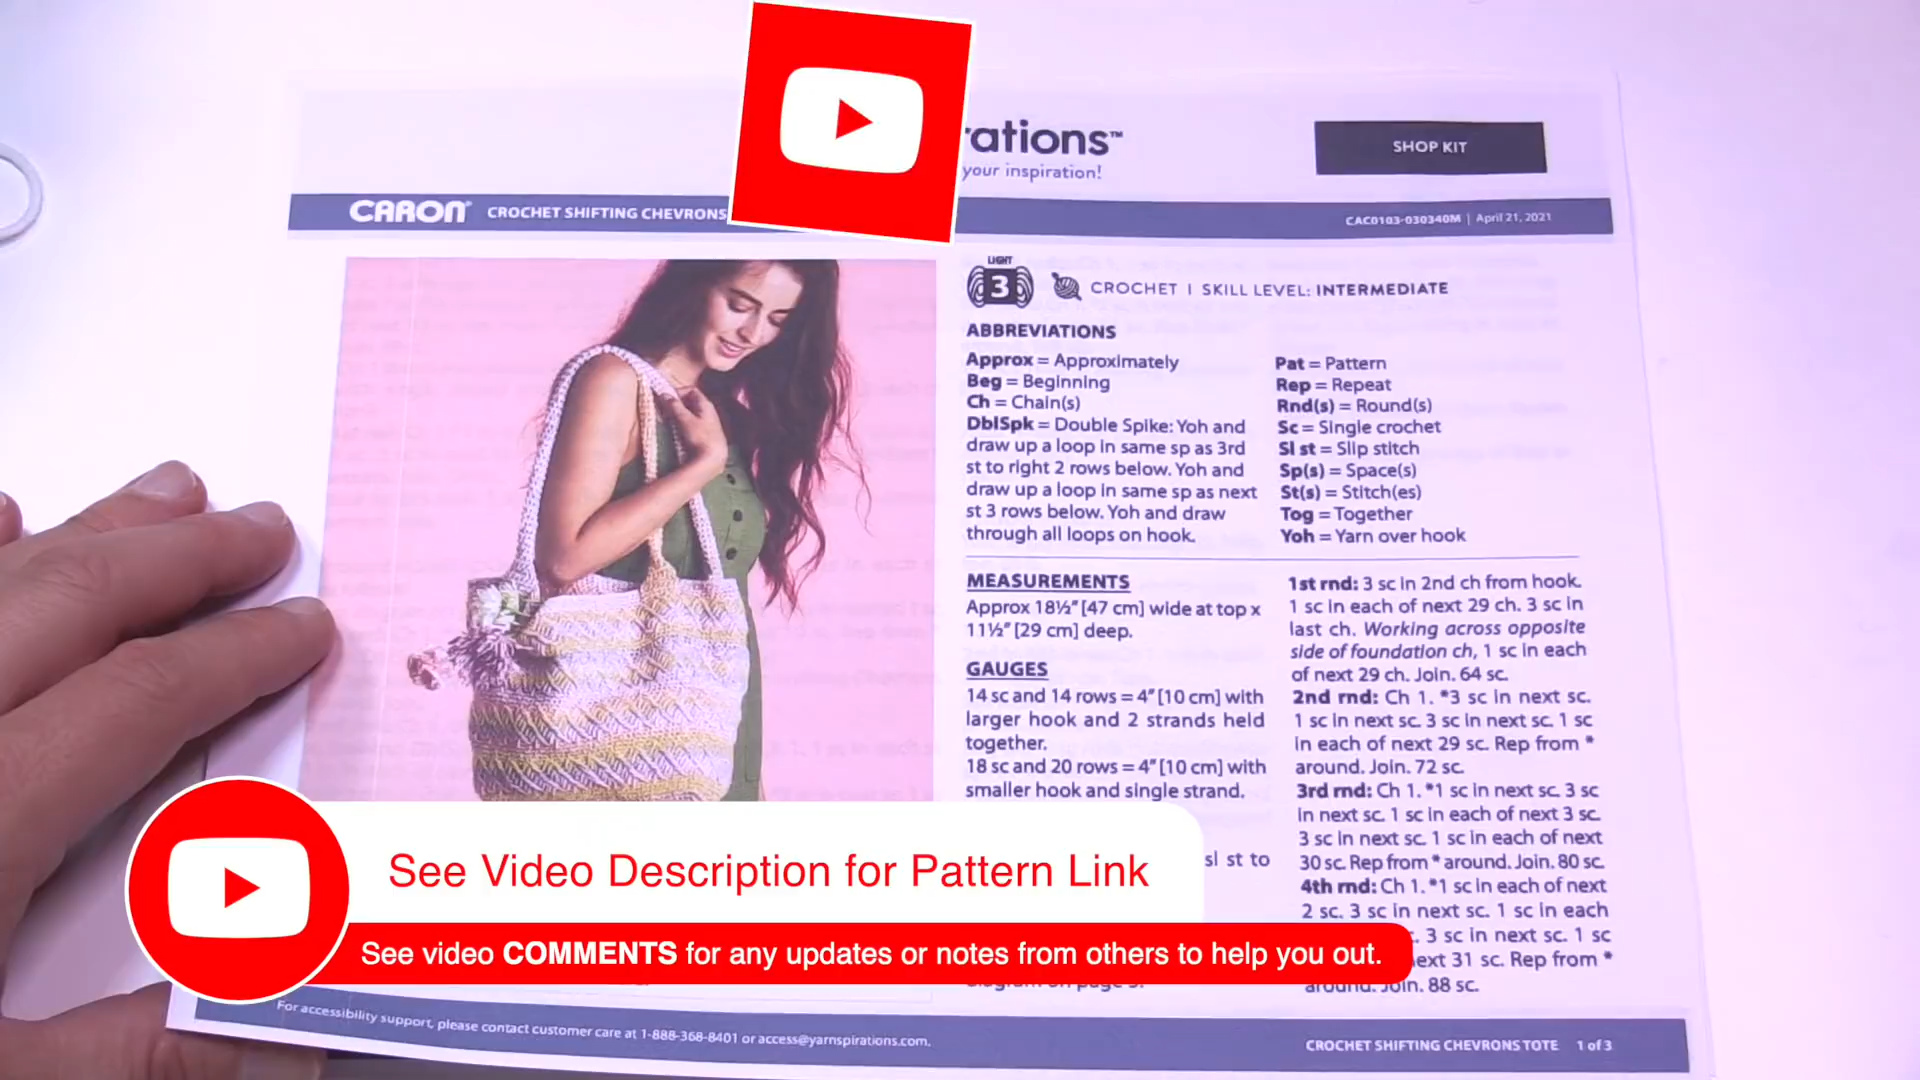 rations™
your inspiration!
SHOP KIT
CARON® CROCHET SHIFTING CHEVRONS
CAC0103-030340M | April 21, 2021
LIGHT
3
CROCHET | SKILL LEVEL: INTERMEDIATE
ABBREVIATIONS
Approx = Approximately
Beg = Beginning
Ch = Chain(s)
DblSpk = Double Spike: Yoh and
draw up a loop in same sp as 3rd
st to right 2 rows below. Yoh and
draw up a loop in same sp as next
st 3 rows below. Yoh and draw
through all loops on hook.
Pat = Pattern
Rep = Repeat
Rnd(s) = Round(s)
Sc = Single crochet
Sl st = Slip stitch
Sp(s) = Space(s)
St(s) = Stitch(es)
Tog = Together
Yoh = Yarn over hook
MEASUREMENTS
Approx 18½" [47 cm] wide at top x
11½" [29 cm] deep.
GAUGES
14 sc and 14 rows = 4" [10 cm] with
larger hook and 2 strands held
together.
18 sc and 20 rows = 4" [10 cm] with
smaller hook and single strand.
sl st to
1st rnd: 3 sc in 2nd ch from hook.
1 sc in each of next 29 ch. 3 sc in
last ch. Working across opposite
side of foundation ch, 1 sc in each
of next 29 ch. Join. 64 sc.
2nd rnd: Ch 1. *3 sc in next sc.
1 sc in next sc. 3 sc in next sc. 1 sc
in each of next 29 sc. Rep from *
around. Join. 72 sc.
3rd rnd: Ch 1. *1 sc in next sc. 3 sc
in next sc. 1 sc in each of next 3 sc.
3 sc in next sc. 1 sc in each of next
30 sc. Rep from * around. Join. 80 sc.
4th rnd: Ch 1. *1 sc in each of next
2 sc. 3 sc in next sc. 1 sc in each
3 sc in next sc. 1 sc
ext 31 sc. Rep from *
around. Join. 88 sc.
See Video Description for Pattern Link
See video COMMENTS for any updates or notes from others to help you out.
For accessibility support, please contact customer care at 1-888-368-8401 or access@yarnspirations.com.
CROCHET SHIFTING CHEVRONS TOTE 1 of 3